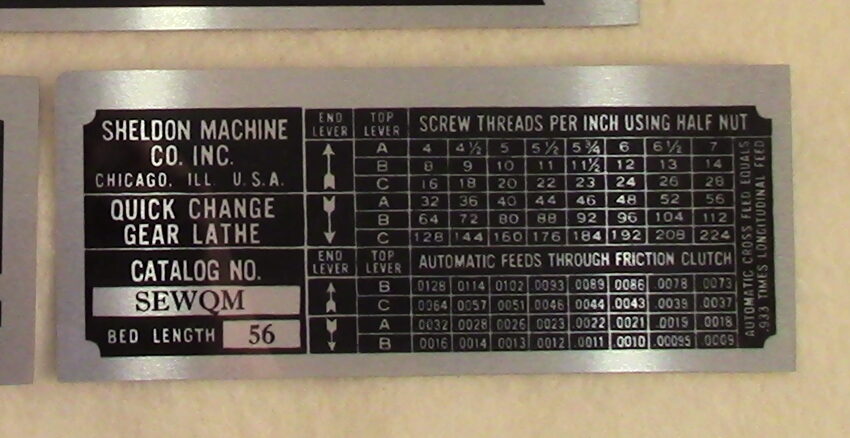 SHELDON MACHINE
CO. INC.
CHICAGO, ILL. U.S.A.
QUICK CHANGE
GEAR LATHE
CATALOG NO.
SEWQM
BED LENGTH 56
END LEVER TOP LEVER SCREW THREADS PER INCH USING HALF NUT
A 4 4½ 5 5½ 5¾ 6 6½ 7
B 8 9 10 11 11½ 12 13 14
C 16 18 20 22 23 24 26 28
A 32 36 40 44 46 48 52 56
B 64 72 80 88 92 96 104 112
C 128 144 160 176 184 192 208 224
END LEVER TOP LEVER AUTOMATIC FEEDS THROUGH FRICTION CLUTCH
B .0128 .0114 .0102 .0093 .0089 .0086 .0078 .0073
C .0064 .0057 .0051 .0046 .0044 .0043 .0039 .0037
A .0032 .0028 .0026 .0023 .0022 .0021 .0019 .0018
B .0016 .0014 .0013 .0012 .0011 .0010 .00095 .0009
AUTOMATIC CROSS FEED EQUALS
.933 TIMES LONGITUDINAL FEED